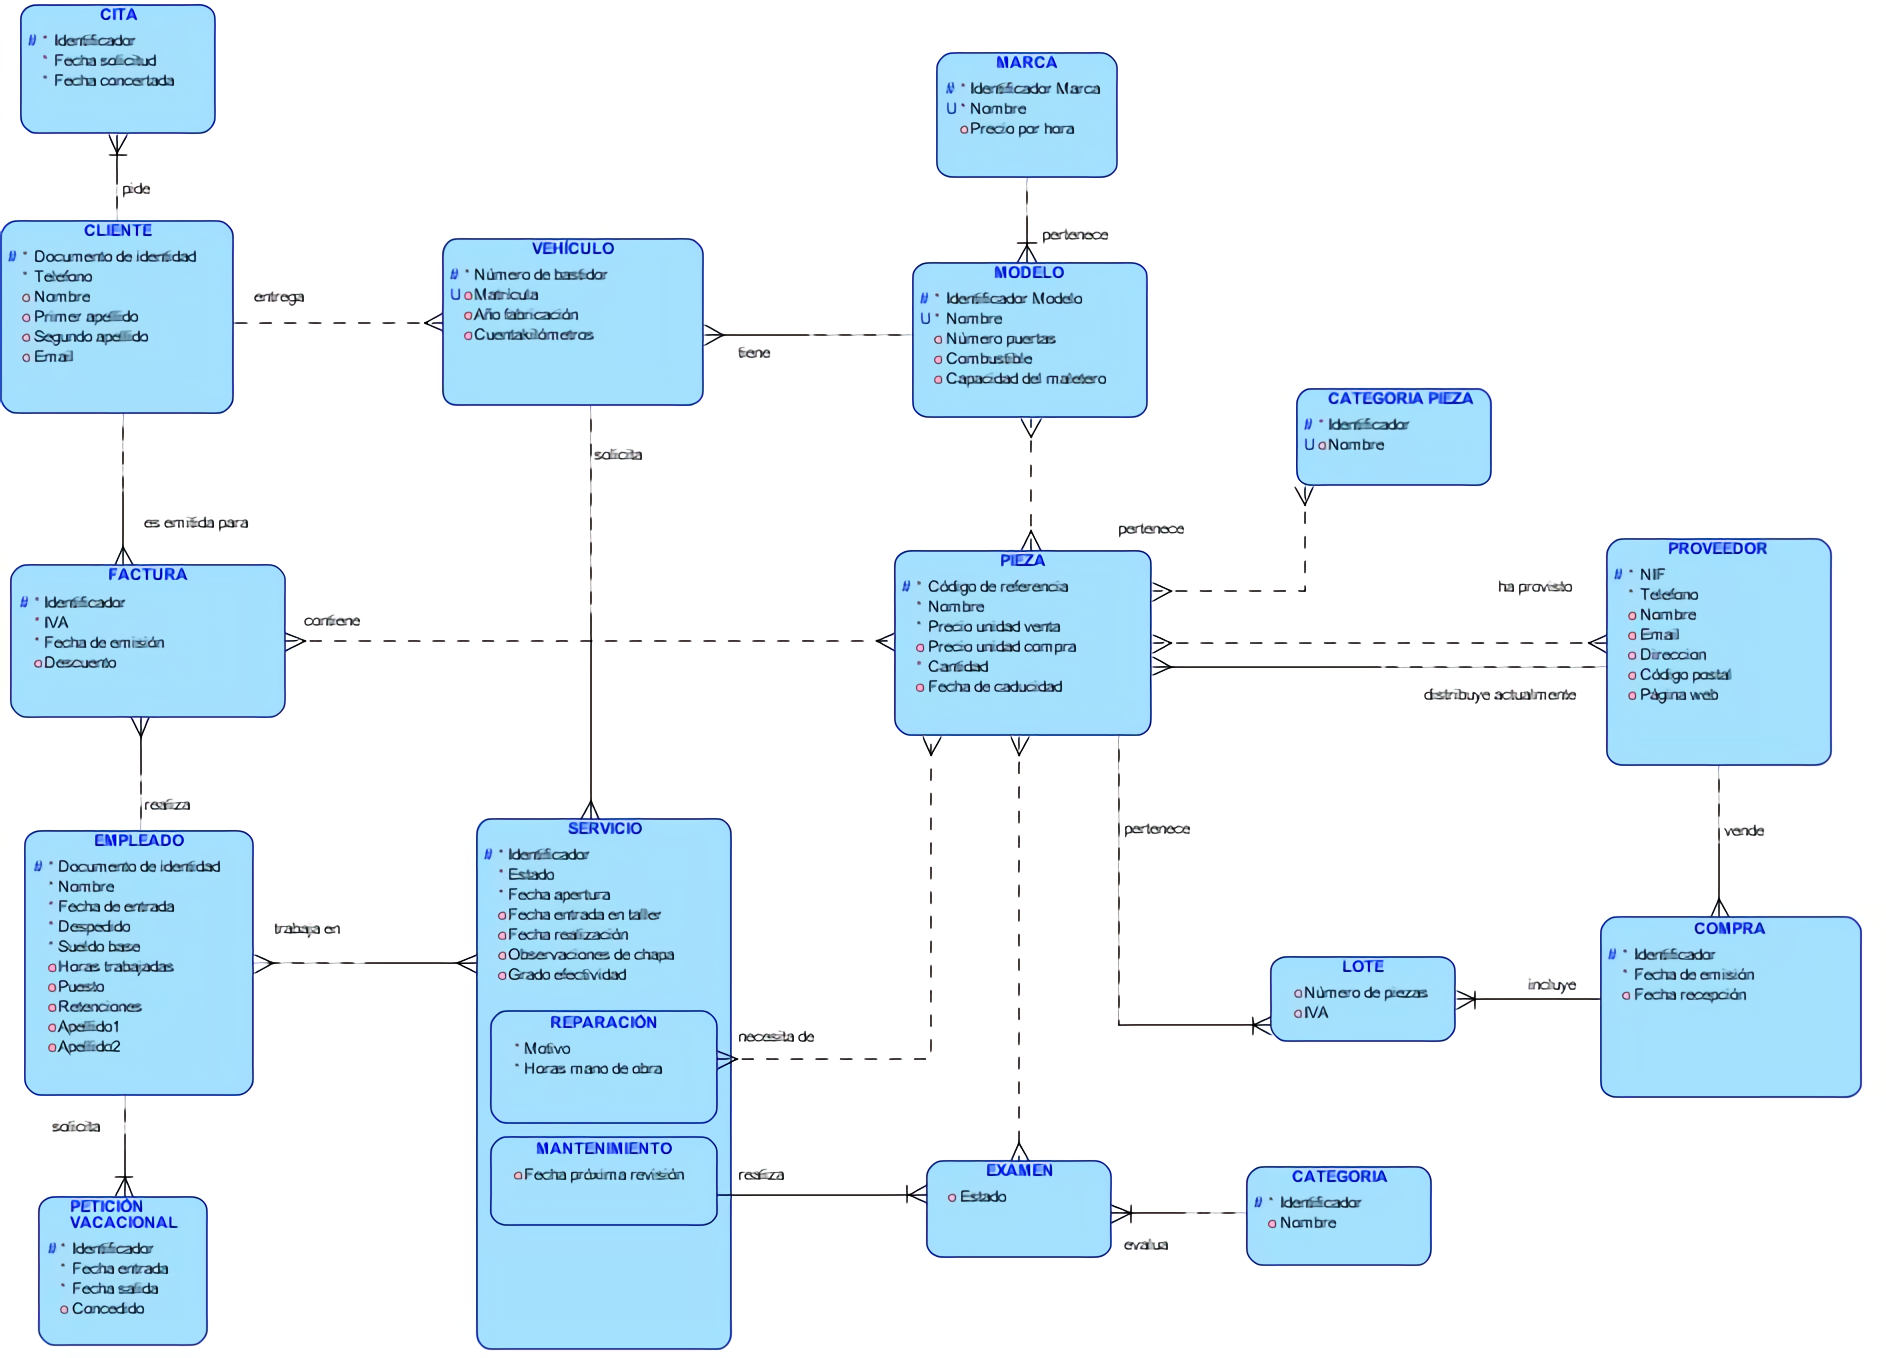 CITA
# * Identificador
* Fecha solicitud
* Fecha concertada
pide
CLIENTE
# * Documento de identidad
* Telefono
o Nombre
o Primer apellido
o Segundo apellido
o Email
entrega
VEHÍCULO
# * Número de bastidor
U o Matrícula
o Año fabricación
o Cuentakilómetros
tiene
MARCA
# * Identificador Marca
U * Nombre
o Precio por hora
pertenece
MODELO
# * Identificador Modelo
U * Nombre
o Número puertas
o Combustible
o Capacidad del maletero
CATEGORIA PIEZA
# * Identificador
U o Nombre
pertenece
solicita
es emitida para
FACTURA
# * Identificador
* IVA
* Fecha de emisión
o Descuento
contiene
PIEZA
# * Código de referencia
* Nombre
* Precio unidad venta
o Precio unidad compra
* Cantidad
o Fecha de caducidad
ha provisto
distribuye actualmente
PROVEEDOR
# * NIF
* Telefono
o Nombre
o Email
o Direccion
o Código postal
o Página web
realiza
EMPLEADO
# * Documento de identidad
* Nombre
* Fecha de entrada
* Despedido
* Sueldo base
o Horas trabajadas
o Puesto
o Retenciones
o Apellido1
o Apellido2
trabaja en
SERVICIO
# * Identificador
* Estado
* Fecha apertura
o Fecha entrada en taller
o Fecha realización
o Observaciones de chapa
o Grado efectividad
REPARACIÓN
* Motivo
* Horas mano de obra
necesita de
MANTENIMIENTO
o Fecha próxima revisión
realiza
pertenece
vende
COMPRA
# * Identificador
* Fecha de emisión
o Fecha recepción
incluye
LOTE
o Número de piezas
o IVA
solicita
PETICIÓN
VACACIONAL
# * Identificador
* Fecha entrada
* Fecha salida
o Concedido
EXAMEN
o Estado
evalua
CATEGORIA
# * Identificador
o Nombre